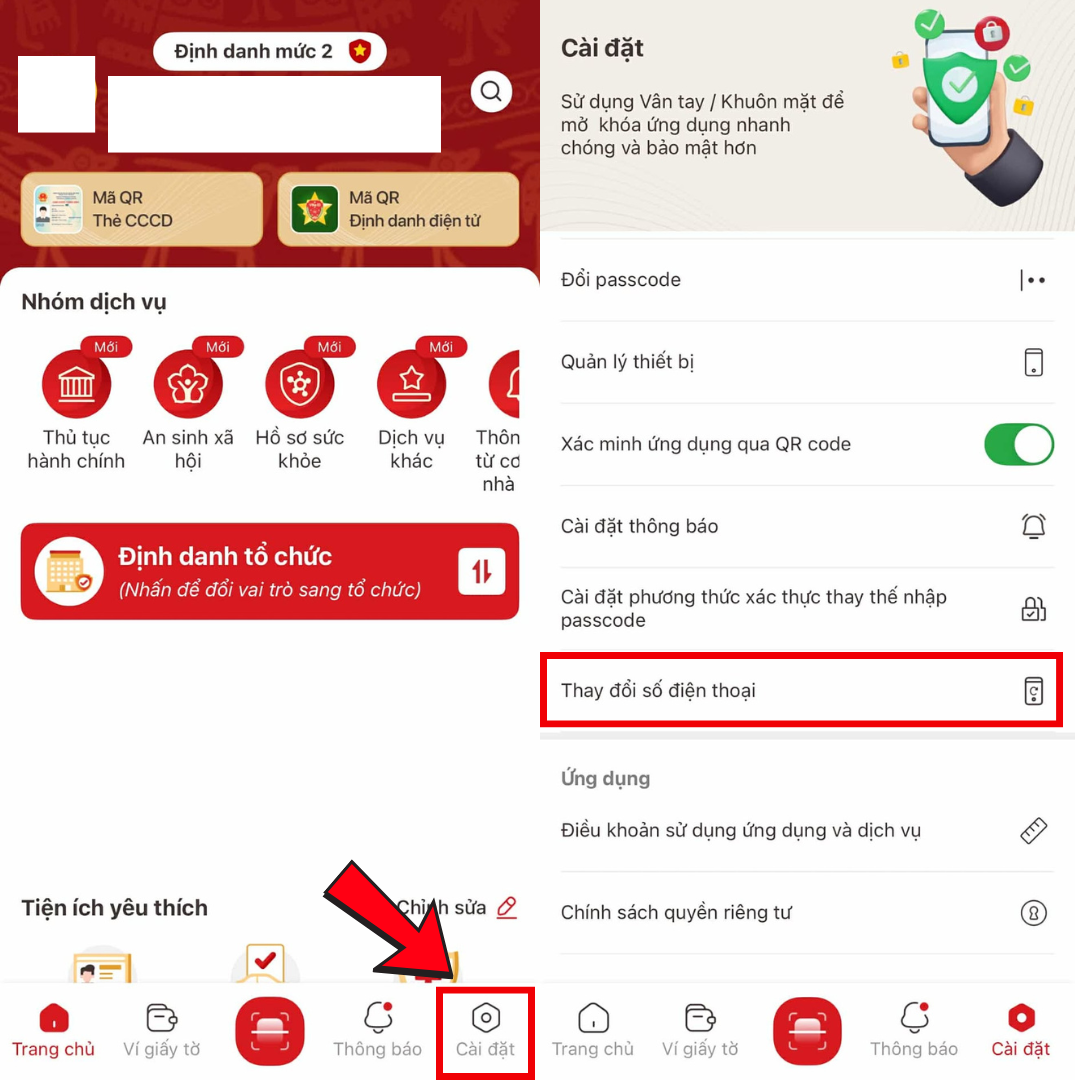 Định danh mức 2
Mã QR
Thẻ CCCD
Mã QR
Định danh điện tử
Nhóm dịch vụ
Mới
Mới
Mới
Mới
Thủ tục
hành chính
An sinh xã
hội
Hồ sơ sức
khỏe
Dịch vụ
khác
Thôn
từ cơ
nhà
Định danh tổ chức
(Nhấn để đổi vai trò sang tổ chức)
Tiện ích yêu thích
Chỉnh sửa
Trang chủ
Ví giấy tờ
Thông báo
Cài đặt
Cài đặt
Sử dụng Vân tay / Khuôn mặt để
mở khóa ứng dụng nhanh
chóng và bảo mật hơn
Đổi passcode
Quản lý thiết bị
Xác minh ứng dụng qua QR code
Cài đặt thông báo
Cài đặt phương thức xác thực thay thế nhập
passcode
Thay đổi số điện thoại
Ứng dụng
Điều khoản sử dụng ứng dụng và dịch vụ
Chính sách quyền riêng tư
Trang chủ
Ví giấy tờ
Thông báo
Cài đặt